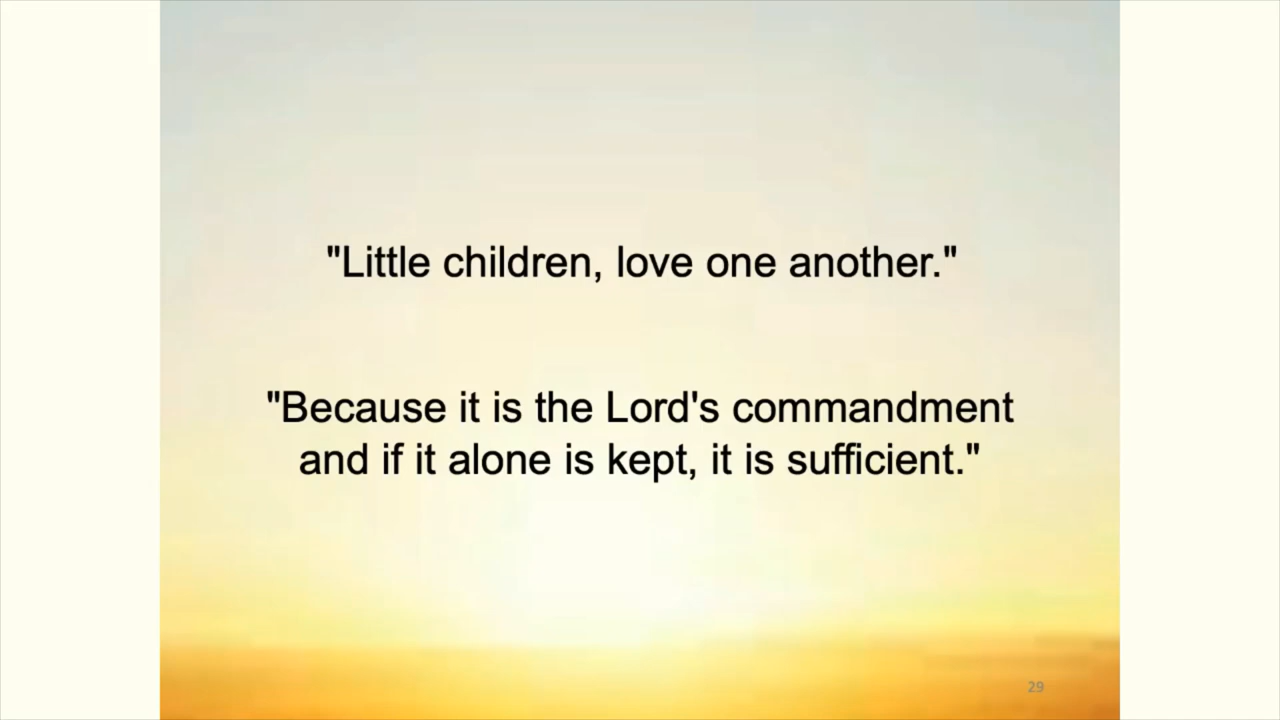 "Little children, love one another."
"Because it is the Lord's commandment
and if it alone is kept, it is sufficient."
29